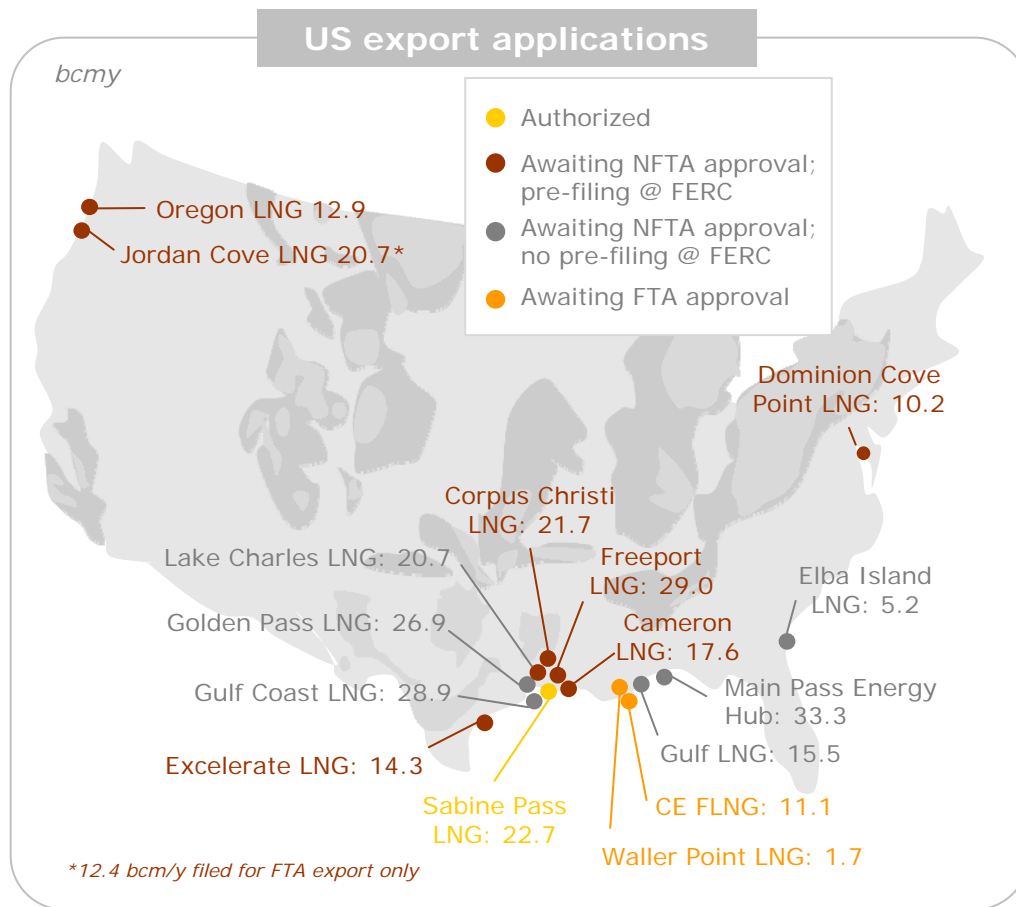 US export applications
bcmy
Authorized
Awaiting NFTA approval;
pre-filing @ FERC
Awaiting NFTA approval;
no pre-filing @ FERC
Awaiting FTA approval
Oregon LNG 12.9
Jordan Cove LNG 20.7*
Dominion Cove
Point LNG: 10.2
Corpus Christi
LNG: 21.7
Lake Charles LNG: 20.7
Freeport
LNG: 29.0
Elba Island
LNG: 5.2
Golden Pass LNG: 26.9
Cameron
LNG: 17.6
Gulf Coast LNG: 28.9
Main Pass Energy
Hub: 33.3
Gulf LNG: 15.5
Excelerate LNG: 14.3
Sabine Pass
LNG: 22.7
CE FLNG: 11.1
Waller Point LNG: 1.7
*12.4 bcm/y filed for FTA export only